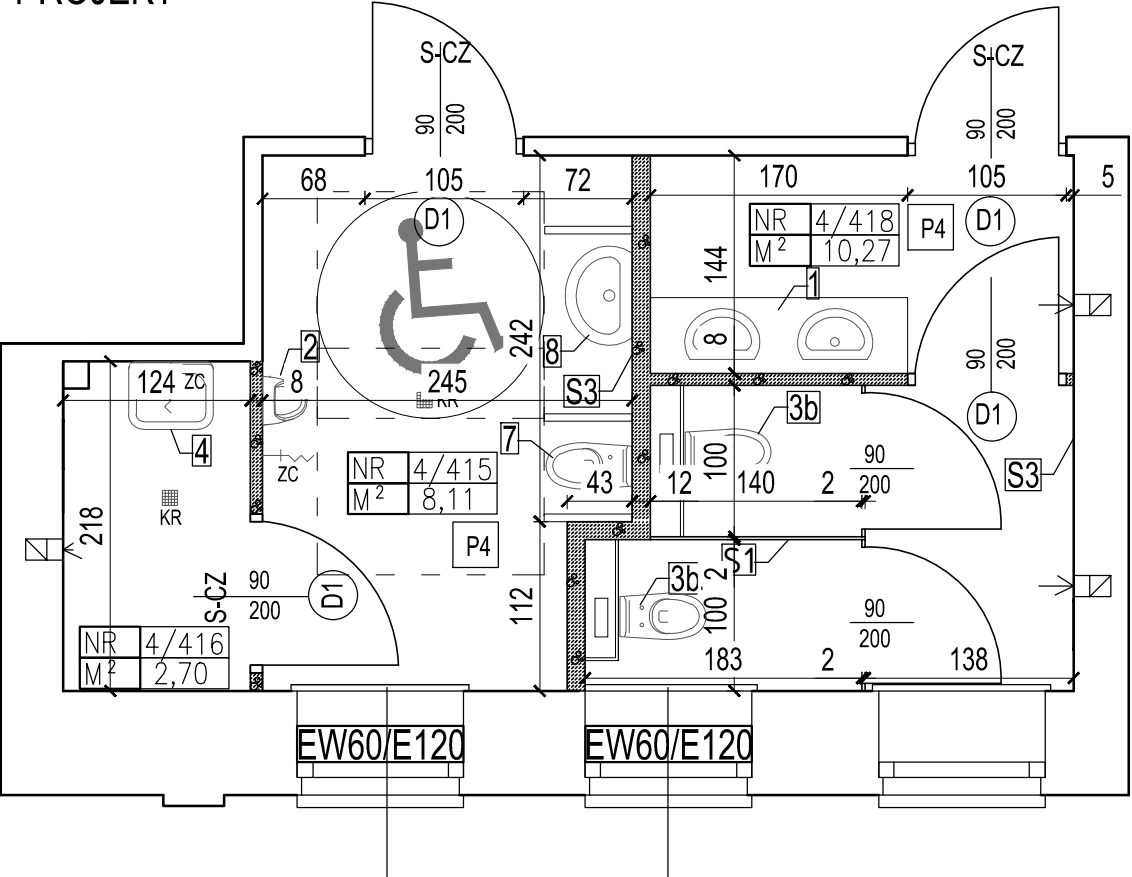 PROJEKT
S-CZ
90
200
S-CZ
90
200
68
105
72
170
105
5
D1
NR 4/418
M² 10,27
P4
D1
144
1
242
2
8
8
8
90
200
124
ZC
245
KR
S3
4
3b
D1
7
ZC
NR 4/415
M² 8,11
43
12
100
140
2
90
200
S3
KR
218
P4
S1
S-CZ
90
200
D1
112
3b
2
100
90
200
NR 4/416
M² 2,70
183
2
138
EW60/E120
EW60/E120